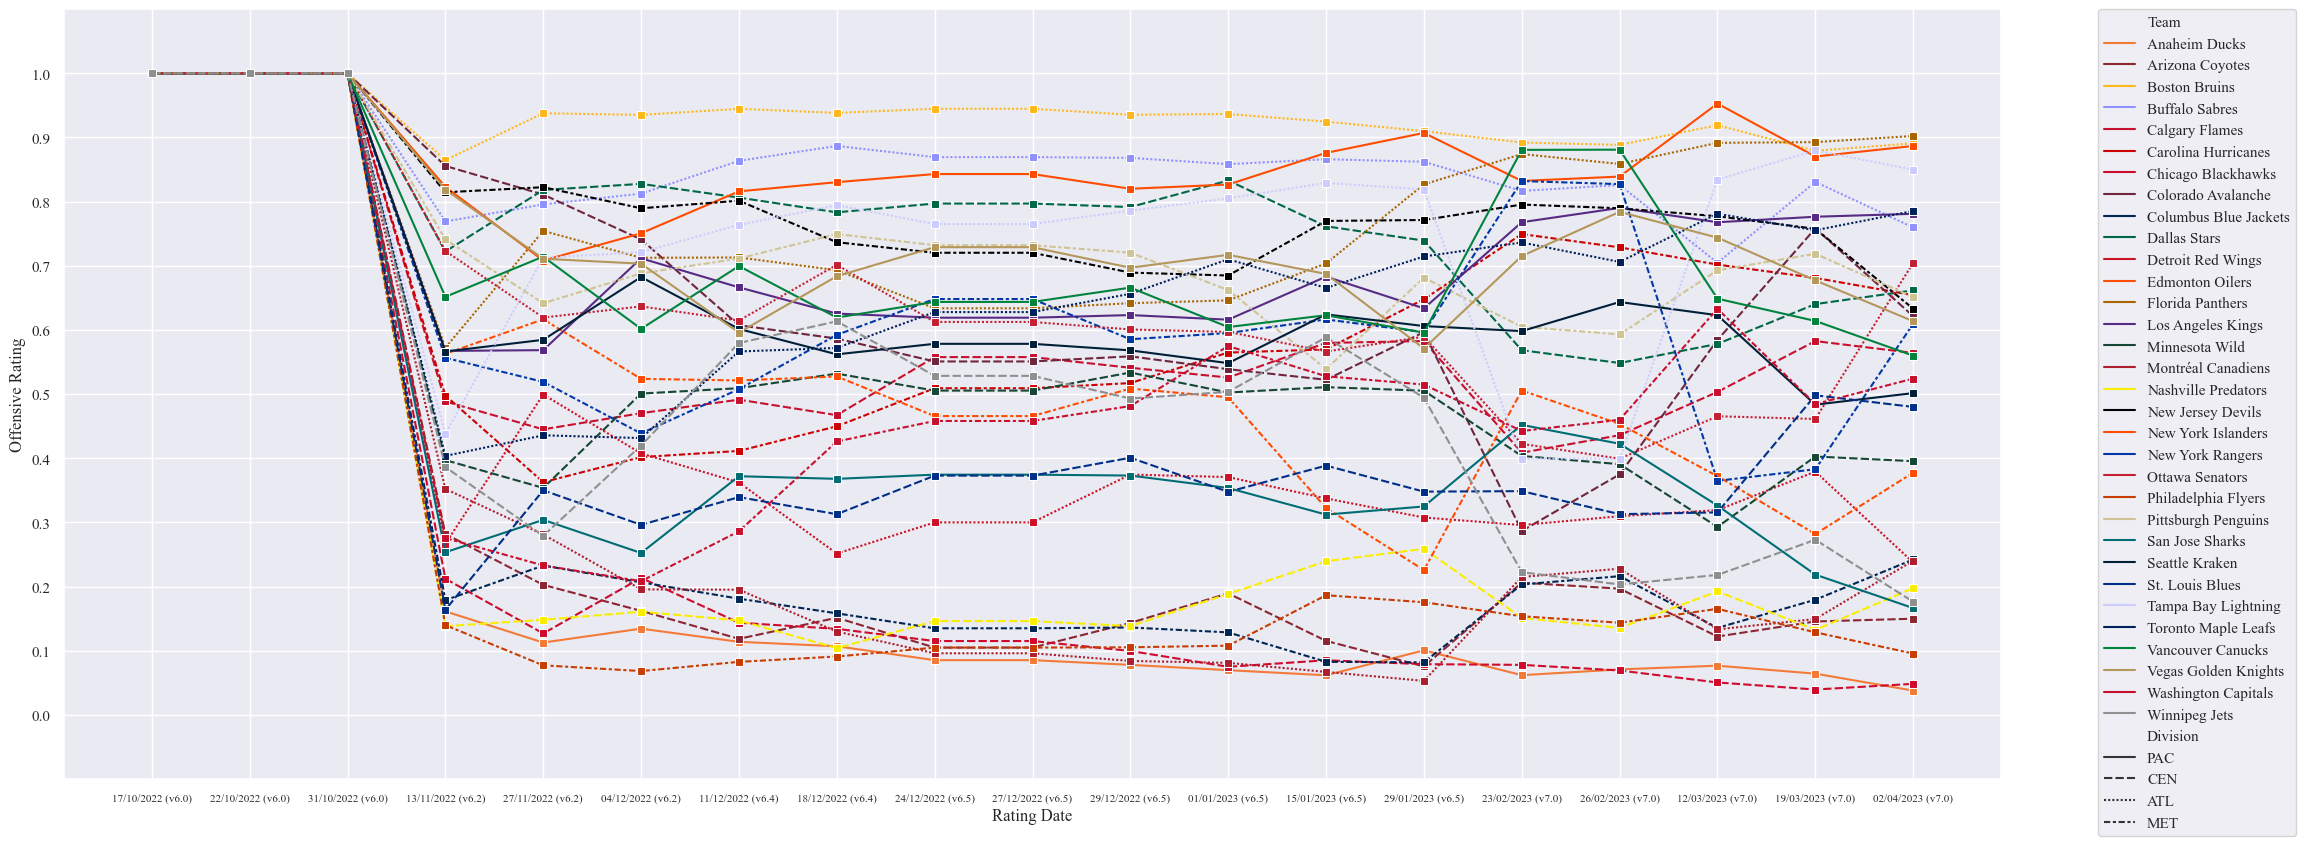 1.0
0.9
0.8
0.7
0.6
0.5
0.4
0.3
0.2
0.1
0.0
Offensive Rating
17/10/2022 (v6.0)
22/10/2022 (v6.0)
31/10/2022 (v6.0)
13/11/2022 (v6.2)
27/11/2022 (v6.2)
04/12/2022 (v6.2)
11/12/2022 (v6.4)
18/12/2022 (v6.4)
24/12/2022 (v6.5)
27/12/2022 (v6.5)
29/12/2022 (v6.5)
01/01/2023 (v6.5)
15/01/2023 (v6.5)
29/01/2023 (v6.5)
23/02/2023 (v7.0)
26/02/2023 (v7.0)
12/03/2023 (v7.0)
19/03/2023 (v7.0)
02/04/2023 (v7.0)
Rating Date
Team
Anaheim Ducks
Arizona Coyotes
Boston Bruins
Buffalo Sabres
Calgary Flames
Carolina Hurricanes
Chicago Blackhawks
Colorado Avalanche
Columbus Blue Jackets
Dallas Stars
Detroit Red Wings
Edmonton Oilers
Florida Panthers
Los Angeles Kings
Minnesota Wild
Montréal Canadiens
Nashville Predators
New Jersey Devils
New York Islanders
New York Rangers
Ottawa Senators
Philadelphia Flyers
Pittsburgh Penguins
San Jose Sharks
Seattle Kraken
St. Louis Blues
Tampa Bay Lightning
Toronto Maple Leafs
Vancouver Canucks
Vegas Golden Knights
Washington Capitals
Winnipeg Jets
Division
PAC
CEN
ATL
MET